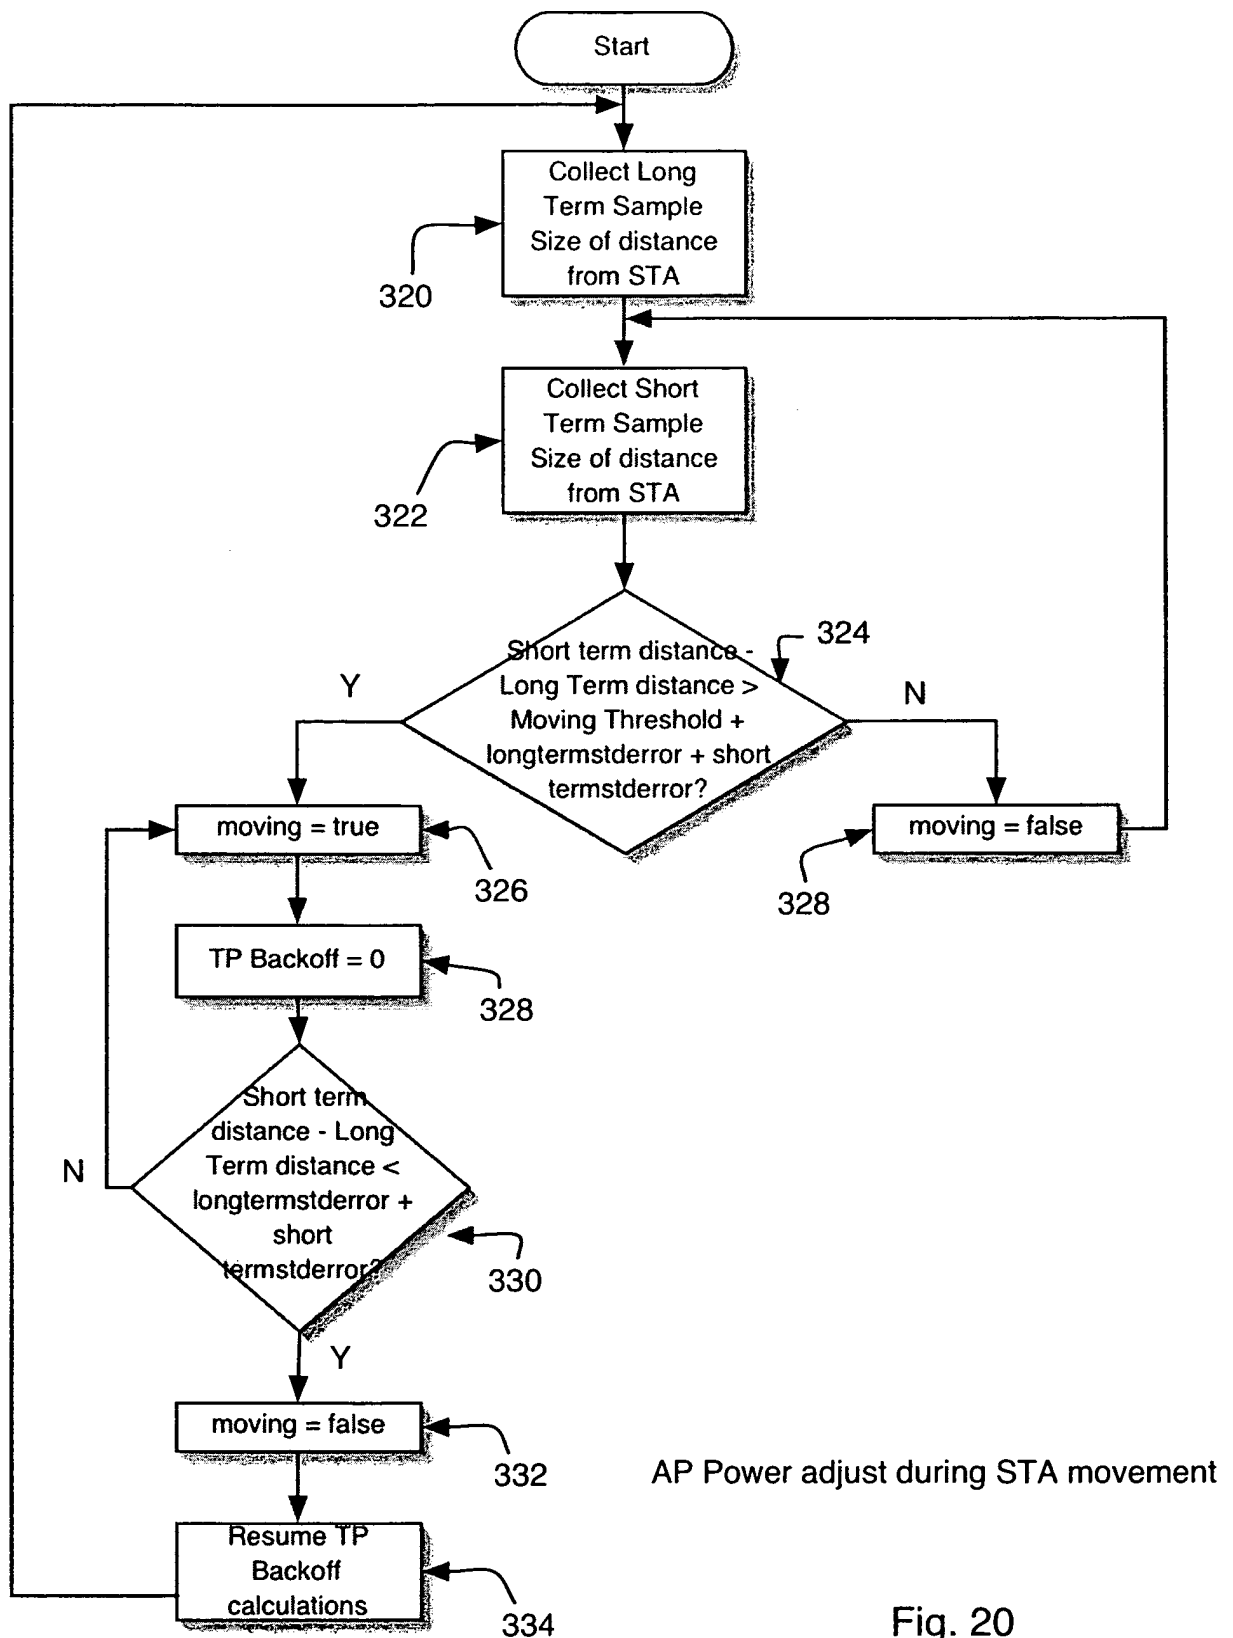 Start
Collect Long
Term Sample
Size of distance
from STA
320
Collect Short
Term Sample
Size of distance
from STA
322
324
Short term distance -
Long Term distance >
Moving Threshold +
longtermstderror + short
termstderror?
Y
N
moving = true
326
moving = false
328
TP Backoff = 0
328
Short term
distance - Long
Term distance <
longtermstderror +
short
termstderror?
N
330
Y
moving = false
332
AP Power adjust during STA movement
Resume TP
Backoff
calculations
334
Fig. 20